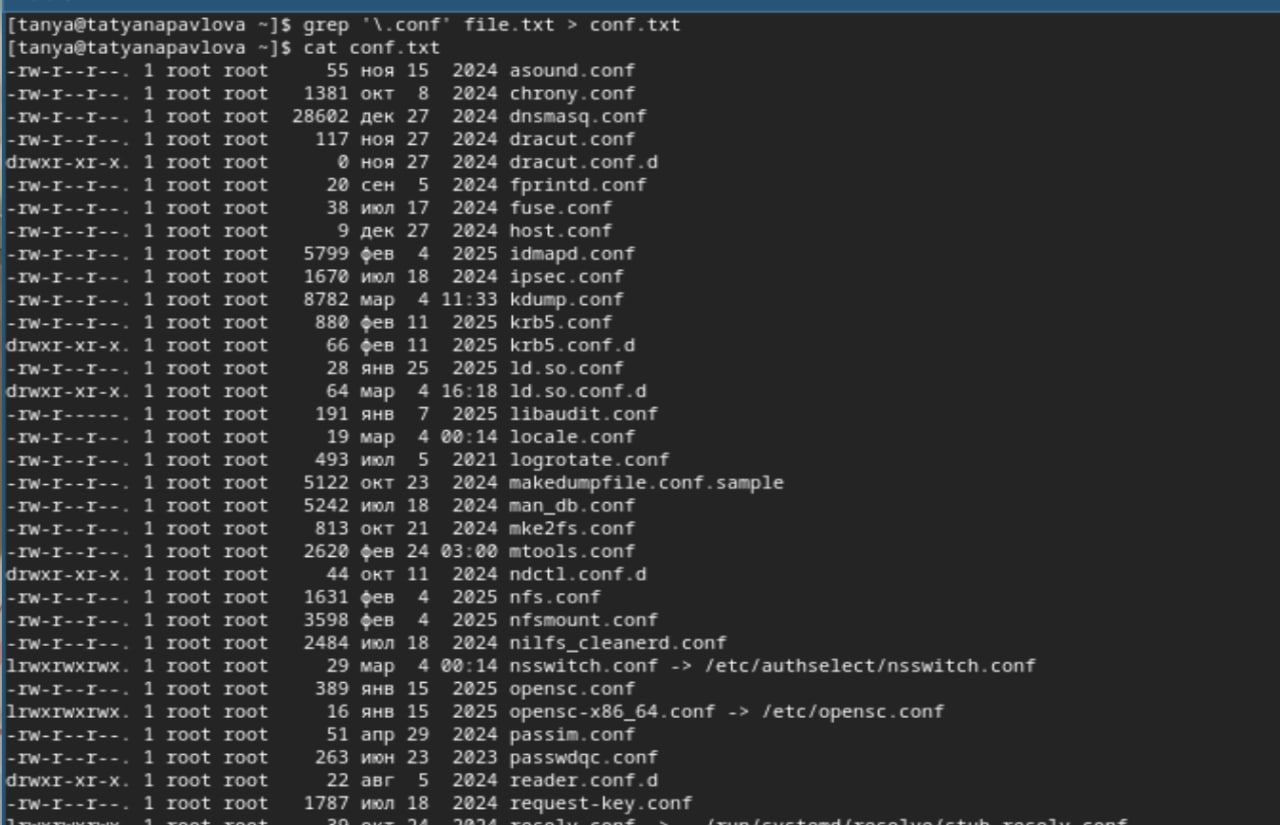 [tanya@tatyanapavlova ~]$ grep '\.conf' file.txt > conf.txt
[tanya@tatyanapavlova ~]$ cat conf.txt
-rw-r--r--. 1 root root     55 ноя 15  2024 asound.conf
-rw-r--r--. 1 root root   1381 окт  8  2024 chrony.conf
-rw-r--r--. 1 root root  28602 дек 27  2024 dnsmasq.conf
-rw-r--r--. 1 root root    117 ноя 27  2024 dracut.conf
drwxr-xr-x. 1 root root      0 ноя 27  2024 dracut.conf.d
-rw-r--r--. 1 root root     20 сен  5  2024 fprintd.conf
-rw-r--r--. 1 root root     38 июл 17  2024 fuse.conf
-rw-r--r--. 1 root root      9 дек 27  2024 host.conf
-rw-r--r--. 1 root root   5799 фев  4  2025 idmapd.conf
-rw-r--r--. 1 root root   1670 июл 18  2024 ipsec.conf
-rw-r--r--. 1 root root   8782 мар  4 11:33 kdump.conf
-rw-r--r--. 1 root root    880 фев 11  2025 krb5.conf
drwxr-xr-x. 1 root root     66 фев 11  2025 krb5.conf.d
-rw-r--r--. 1 root root     28 янв 25  2025 ld.so.conf
drwxr-xr-x. 1 root root     64 мар  4 16:18 ld.so.conf.d
-rw-r-----. 1 root root    191 янв  7  2025 libaudit.conf
-rw-r--r--. 1 root root     19 мар  4 00:14 locale.conf
-rw-r--r--. 1 root root    493 июл  5  2021 logrotate.conf
-rw-r--r--. 1 root root   5122 окт 23  2024 makedumpfile.conf.sample
-rw-r--r--. 1 root root   5242 июл 18  2024 man_db.conf
-rw-r--r--. 1 root root    813 окт 21  2024 mke2fs.conf
-rw-r--r--. 1 root root   2620 фев 24 03:00 mtools.conf
drwxr-xr-x. 1 root root     44 окт 11  2024 ndctl.conf.d
-rw-r--r--. 1 root root   1631 фев  4  2025 nfs.conf
-rw-r--r--. 1 root root   3598 фев  4  2025 nfsmount.conf
-rw-r--r--. 1 root root   2484 июл 18  2024 nilfs_cleanerd.conf
lrwxrwxrwx. 1 root root     29 мар  4 00:14 nsswitch.conf -> /etc/authselect/nsswitch.conf
-rw-r--r--. 1 root root    389 янв 15  2025 opensc.conf
lrwxrwxrwx. 1 root root     16 янв 15  2025 opensc-x86_64.conf -> /etc/opensc.conf
-rw-r--r--. 1 root root     51 апр 29  2024 passim.conf
-rw-r--r--. 1 root root    263 июн 23  2023 passwdqc.conf
drwxr-xr-x. 1 root root     22 авг  5  2024 reader.conf.d
-rw-r--r--. 1 root root   1787 июл 18  2024 request-key.conf